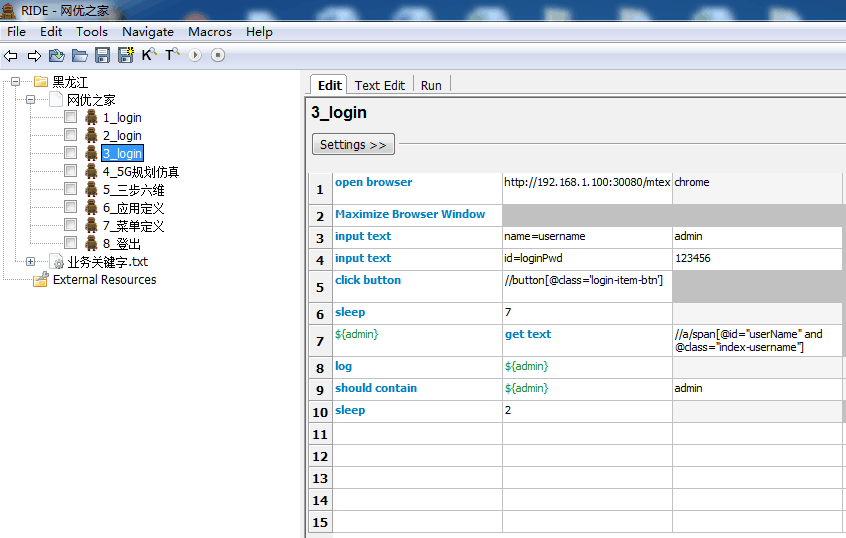 RIDE - 网优之家
File Edit Tools Navigate Macros Help
K T
黑龙江
网优之家
1_login
2_login
3_login
4_5G规划仿真
5_三步六维
6_应用定义
7_菜单定义
8_登出
业务关键字.txt
External Resources
Edit Text Edit Run
3_login
Settings >>
1 open browser http://192.168.1.100:30080/mtex chrome
2 Maximize Browser Window
3 input text name=username admin
4 input text id=loginPwd 123456
5 click button //button[@class='login-item-btn']
6 sleep 7
7 ${admin} get text //a/span[@id="userName" and
@class="index-username"]
8 log ${admin}
9 should contain ${admin} admin
10 sleep 2
11
12
13
14
15